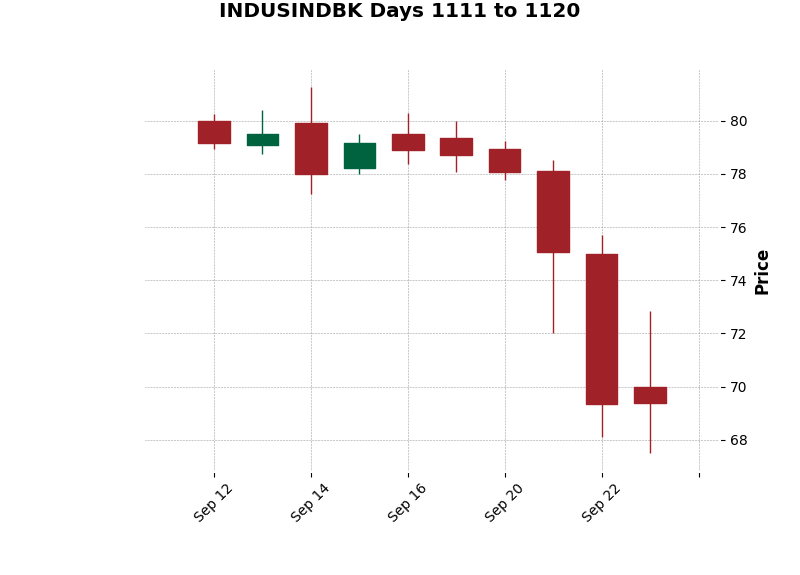 INDUSINDBK Days 1111 to 1120
80
78
76
74
72
70
68
Price
Sep 12
Sep 14
Sep 16
Sep 20
Sep 22